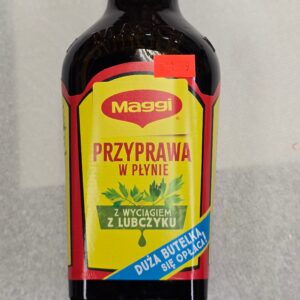 Maggi
PRZYPRAWA
W PŁYNIE
Z WYCIĄGIEM
Z LUBCZYKU
DUŻA BUTELKA,
SIĘ OPŁACA!